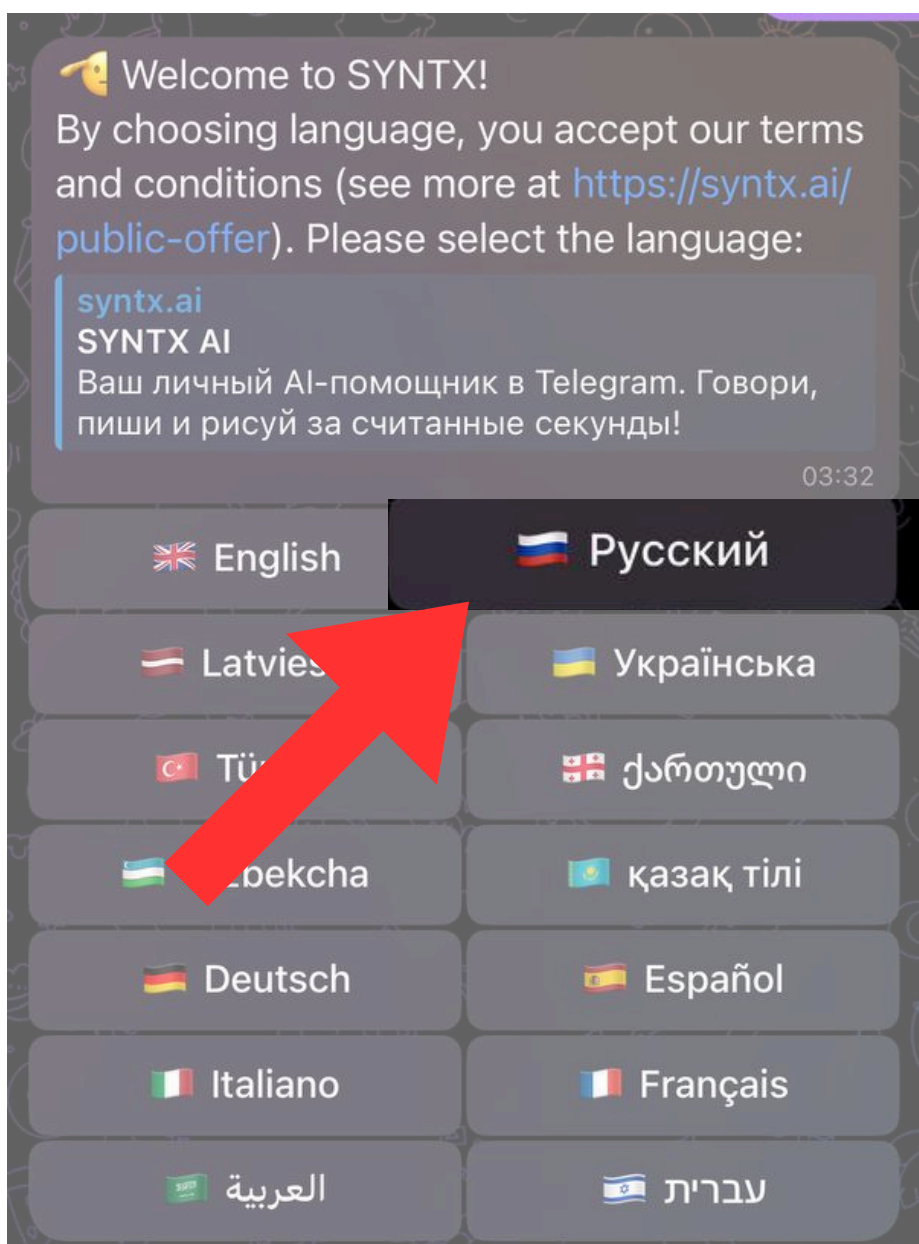 Welcome to SYNTX!
By choosing language, you accept our terms
and conditions (see more at https://syntx.ai/
public-offer). Please select the language:
syntx.ai
SYNTX AI
Ваш личный AI-помощник в Telegram. Говори,
пиши и рисуй за считанные секунды!
03:32
English
Русский
Українська
ქართული
қазақ тілі
Deutsch
Español
Italiano
Français
العربية
עברית